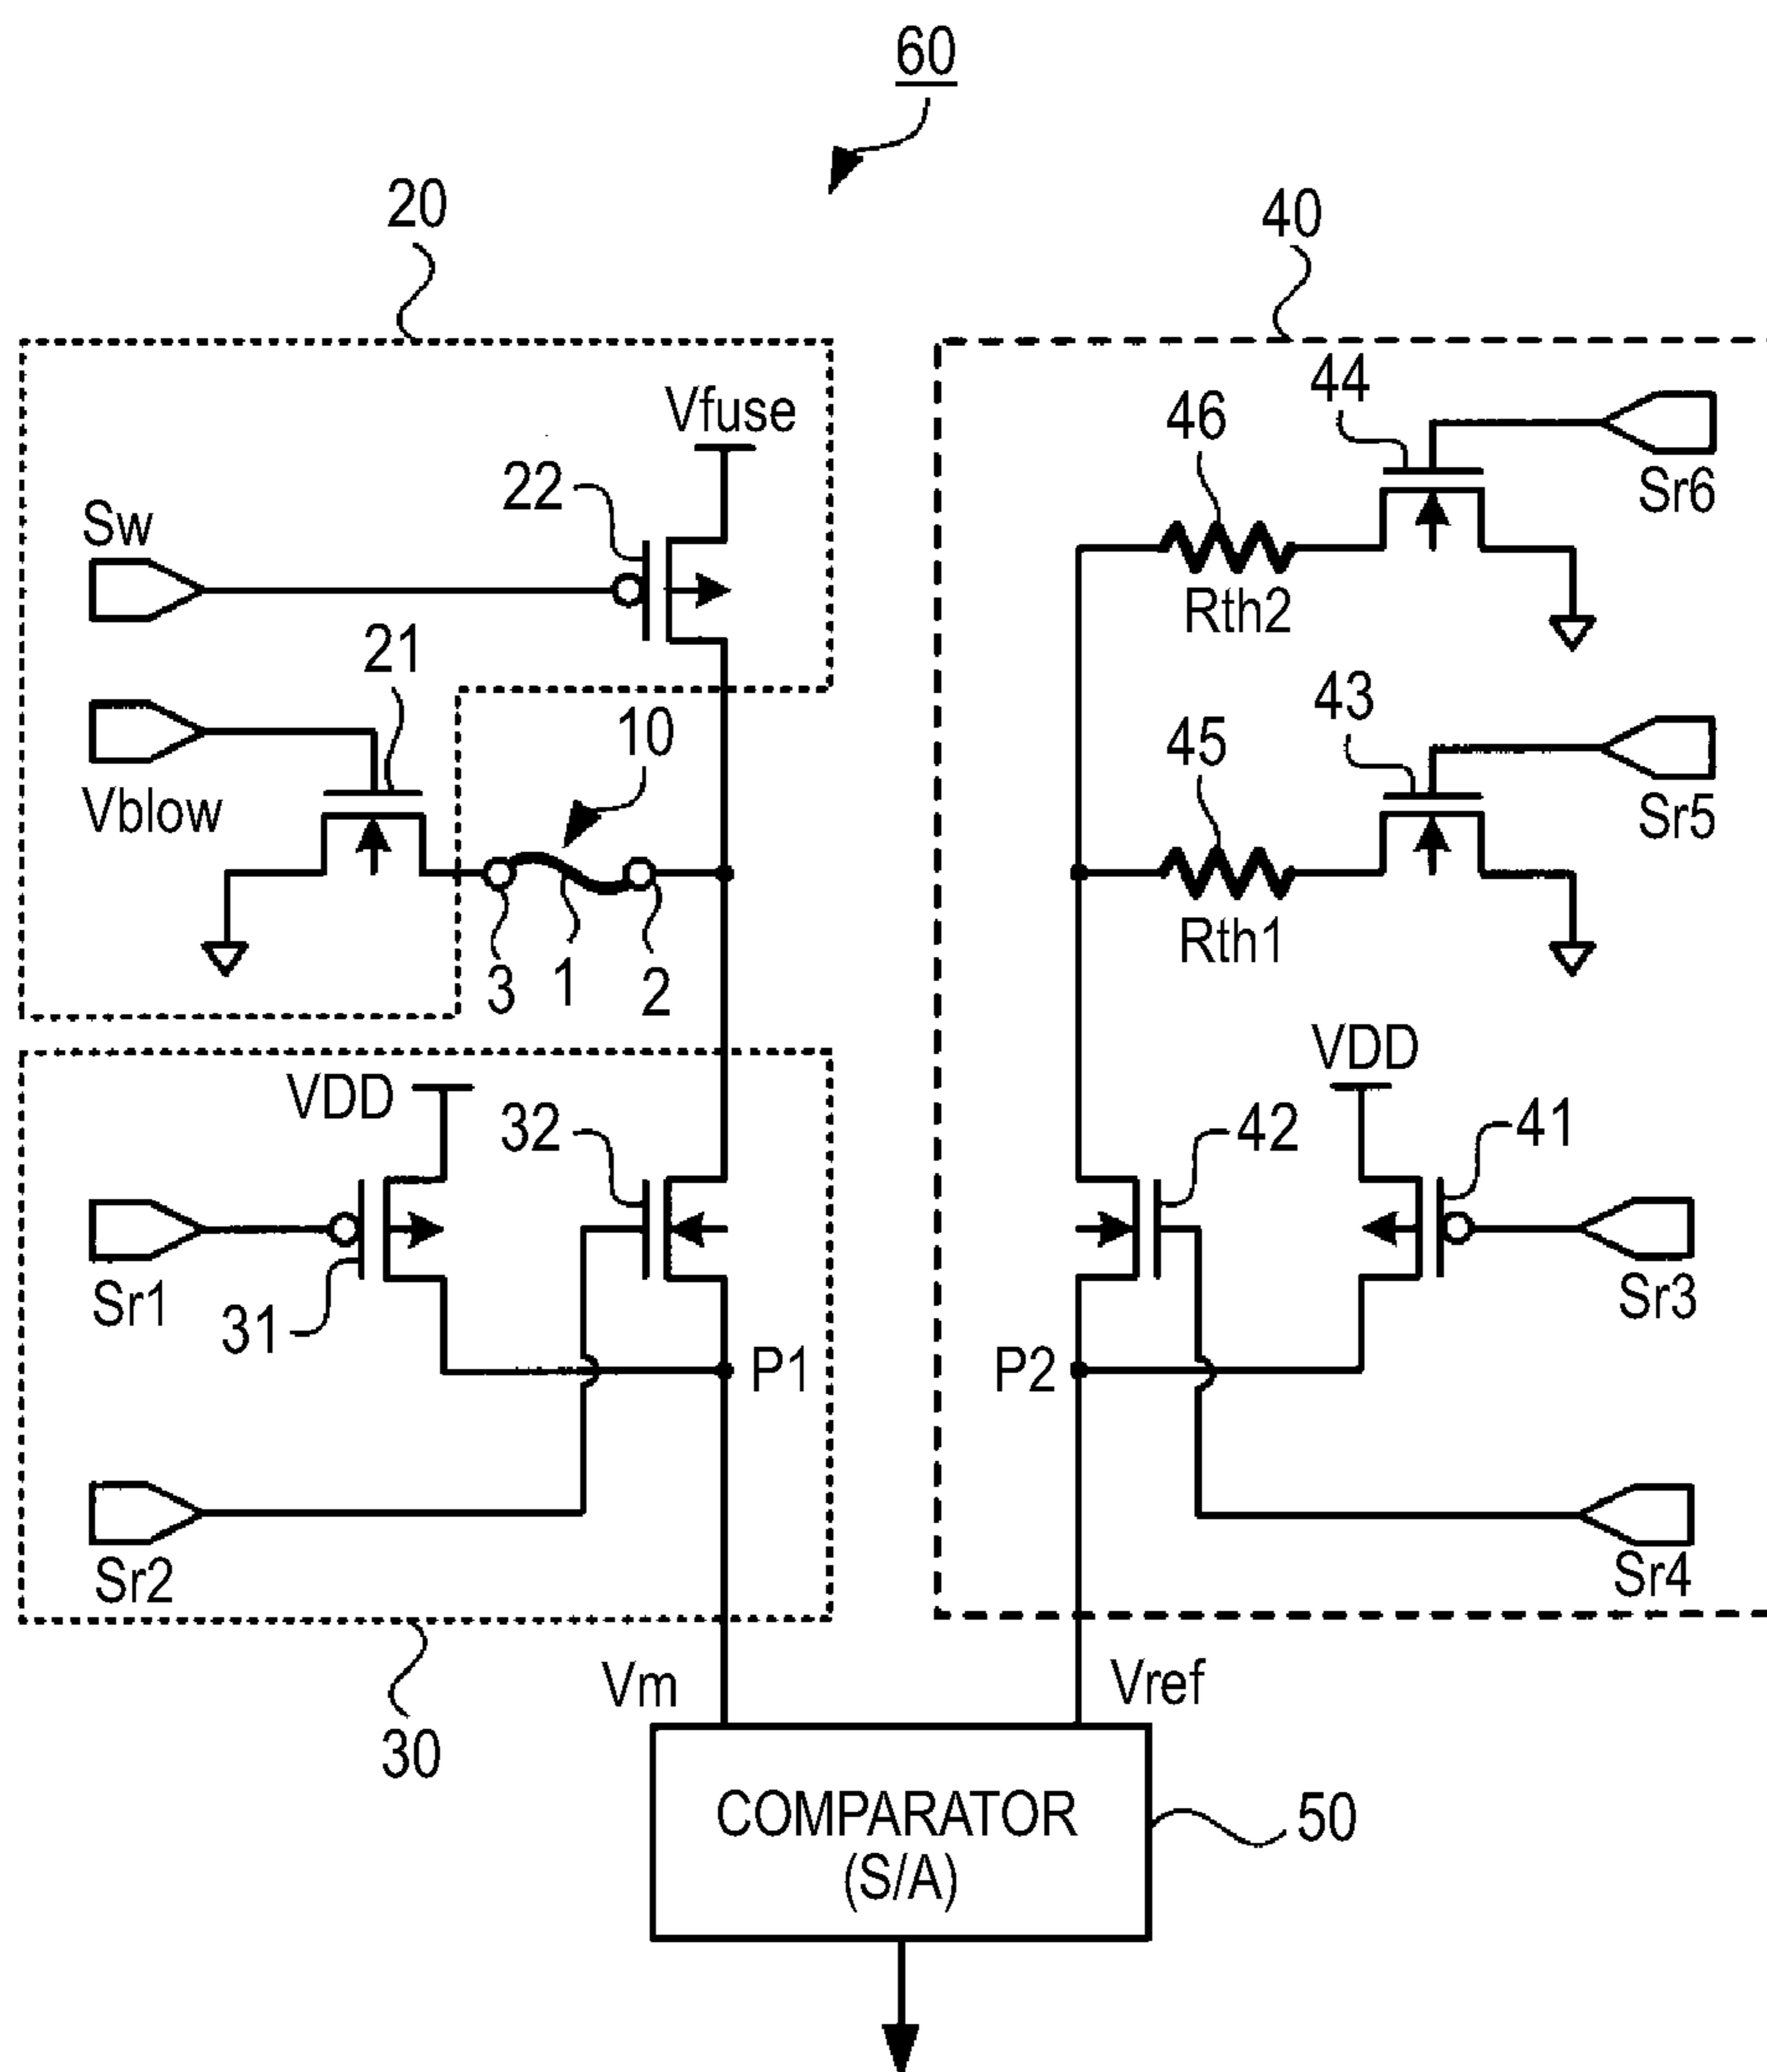 60
20
40
Vfuse
44
46
22
Sr6
Sw
Rth2
21
43
10
45
Vblow
Sr5
Rth1
3
1
2
VDD
VDD
32
42
41
Sr1
31
Sr3
P1
P2
Sr2
Sr4
Vm
Vref
30
COMPARATOR
(S/A)
50